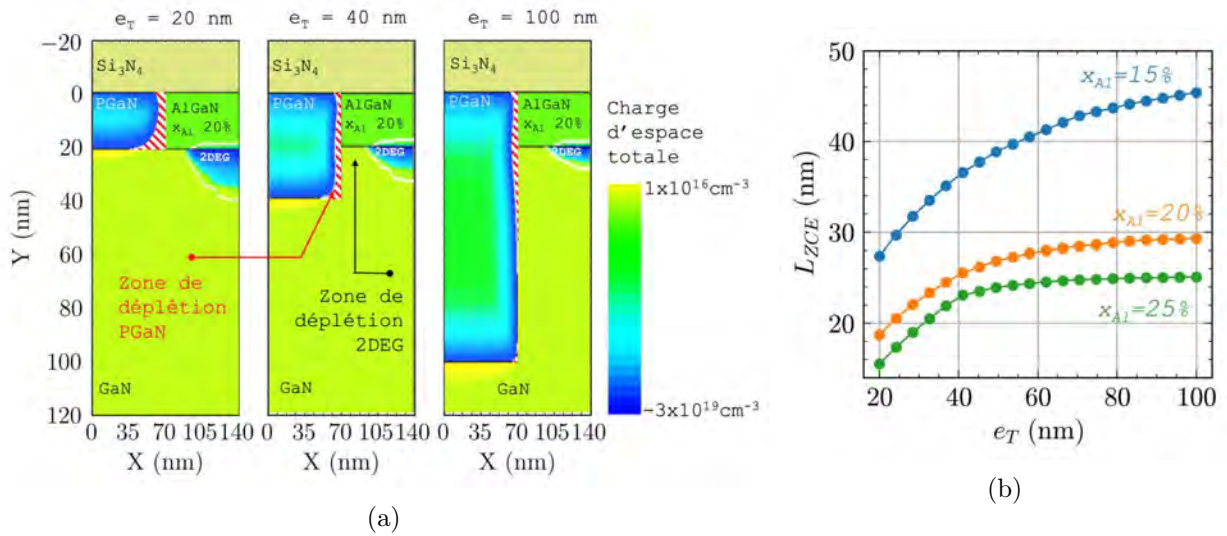 e_T = 20 nm
e_T = 40 nm
e_T = 100 nm
−20
0
20
40
60
80
100
120
Y (nm)
Si₃N₄
PGaN
AlGaN
x_Al 20%
2DEG
Zone de
déplétion
PGaN
GaN
0 35 70 105 140
X (nm)
Si₃N₄
PGaN
AlGaN
x_Al 20%
2DEG
Zone de
déplétion
2DEG
GaN
0 35 70 105 140
X (nm)
Si₃N₄
PGaN
AlGaN
x_Al 20%
2DEG
GaN
0 35 70 105 140
X (nm)
Charge
d'espace
totale
1x10¹⁶cm⁻³
−3x10¹⁹cm⁻³
(a)
50
40
30
20
L_ZCE (nm)
x_Al=15%
x_Al=20%
x_Al=25%
20 40 60 80 100
e_T (nm)
(b)